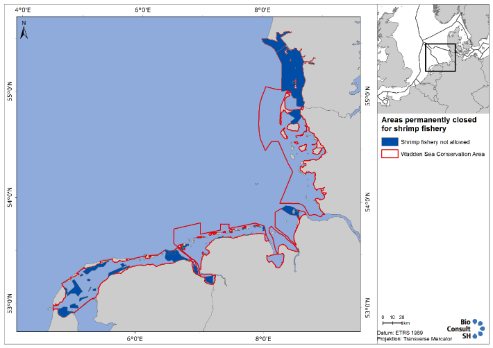 4°0'E 6°0'E 8°0'E
N
55°0'N
54°0'N
53°0'N
55°0'N
54°0'N
53°0'N
4°0'E 6°0'E 8°0'E
Areas permanently closed
for shrimp fishery
Shrimp fishery not allowed
Wadden Sea Conservation Area
0 10 20
km
Datum: ETRS 1989
Projektion: Transverse Mercator
Bio
Consult
SH